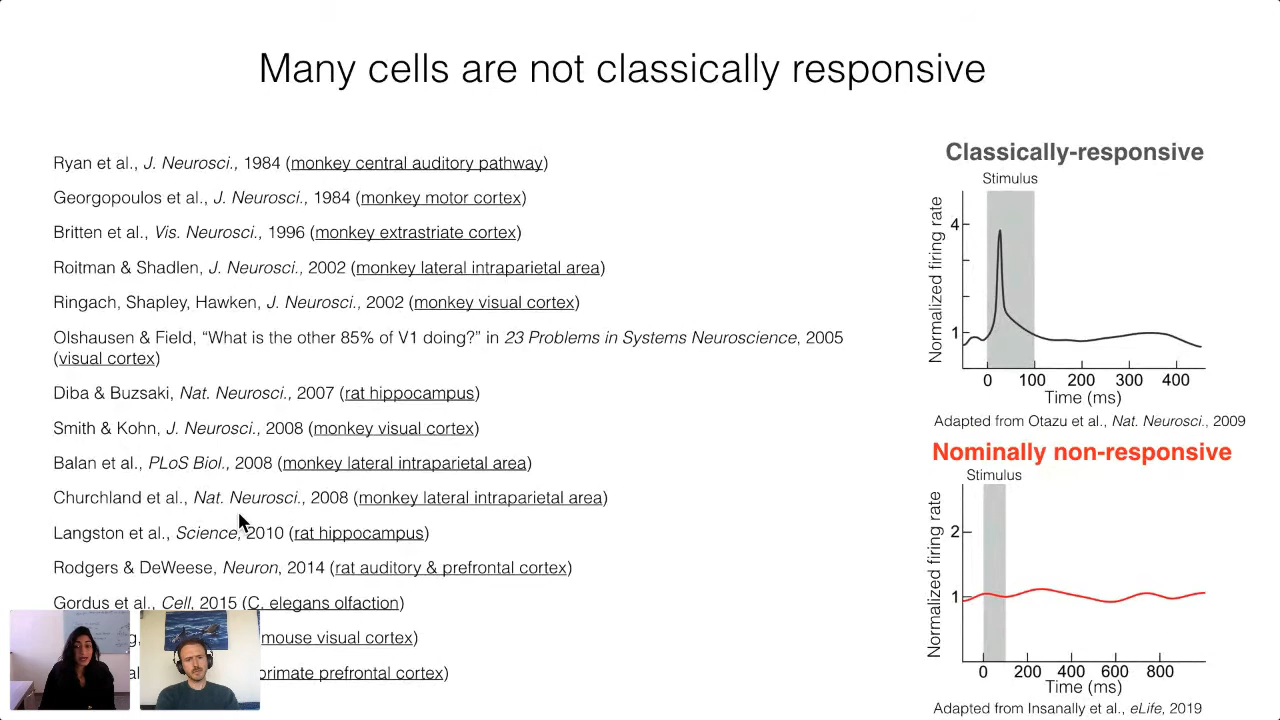 Many cells are not classically responsive
Ryan et al., J. Neurosci., 1984 (monkey central auditory pathway)
Georgopoulos et al., J. Neurosci., 1984 (monkey motor cortex)
Britten et al., Vis. Neurosci., 1996 (monkey extrastriate cortex)
Roitman & Shadlen, J. Neurosci., 2002 (monkey lateral intraparietal area)
Ringach, Shapley, Hawken, J. Neurosci., 2002 (monkey visual cortex)
Olshausen & Field, “What is the other 85% of V1 doing?” in 23 Problems in Systems Neuroscience, 2005
(visual cortex)
Diba & Buzsaki, Nat. Neurosci., 2007 (rat hippocampus)
Smith & Kohn, J. Neurosci., 2008 (monkey visual cortex)
Balan et al., PLoS Biol., 2008 (monkey lateral intraparietal area)
Churchland et al., Nat. Neurosci., 2008 (monkey lateral intraparietal area)
Langston et al., Science, 2010 (rat hippocampus)
Rodgers & DeWeese, Neuron, 2014 (rat auditory & prefrontal cortex)
Gordus et al., Cell, 2015 (C. elegans olfaction)
mouse visual cortex)
primate prefrontal cortex)
Classically-responsive
Stimulus
Normalized firing rate
4
1
0 100 200 300 400
Time (ms)
Adapted from Otazu et al., Nat. Neurosci., 2009
Nominally non-responsive
Stimulus
Normalized firing rate
2
1
0 200 400 600 800
Time (ms)
Adapted from Insanally et al., eLife, 2019